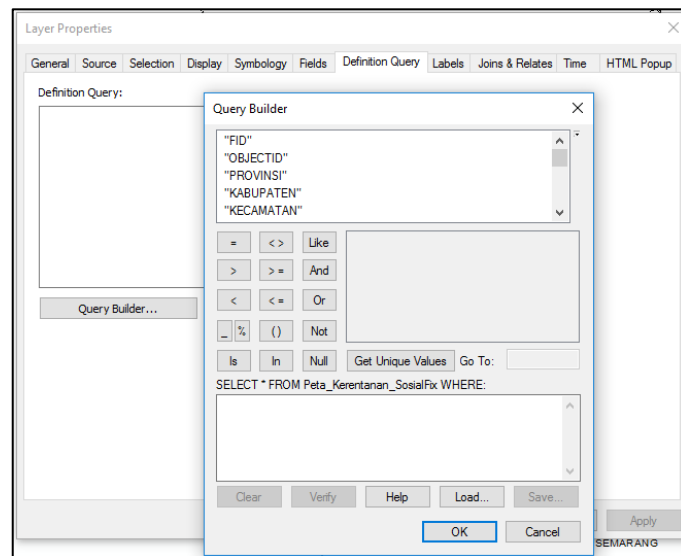 Layer Properties
General Source Selection Display Symbology Fields Definition Query Labels Joins & Relates Time HTML Popup
Definition Query:
Query Builder...
Query Builder
"FID"
"OBJECTID"
"PROVINSI"
"KABUPATEN"
"KECAMATAN"
= < > Like
> > = And
< < = Or
_ % ( ) Not
Is In Null Get Unique Values Go To:
SELECT * FROM Peta_Kerentanan_SosialFix WHERE:
Clear Verify Help Load... Save...
OK Cancel
Apply
SEMARANG